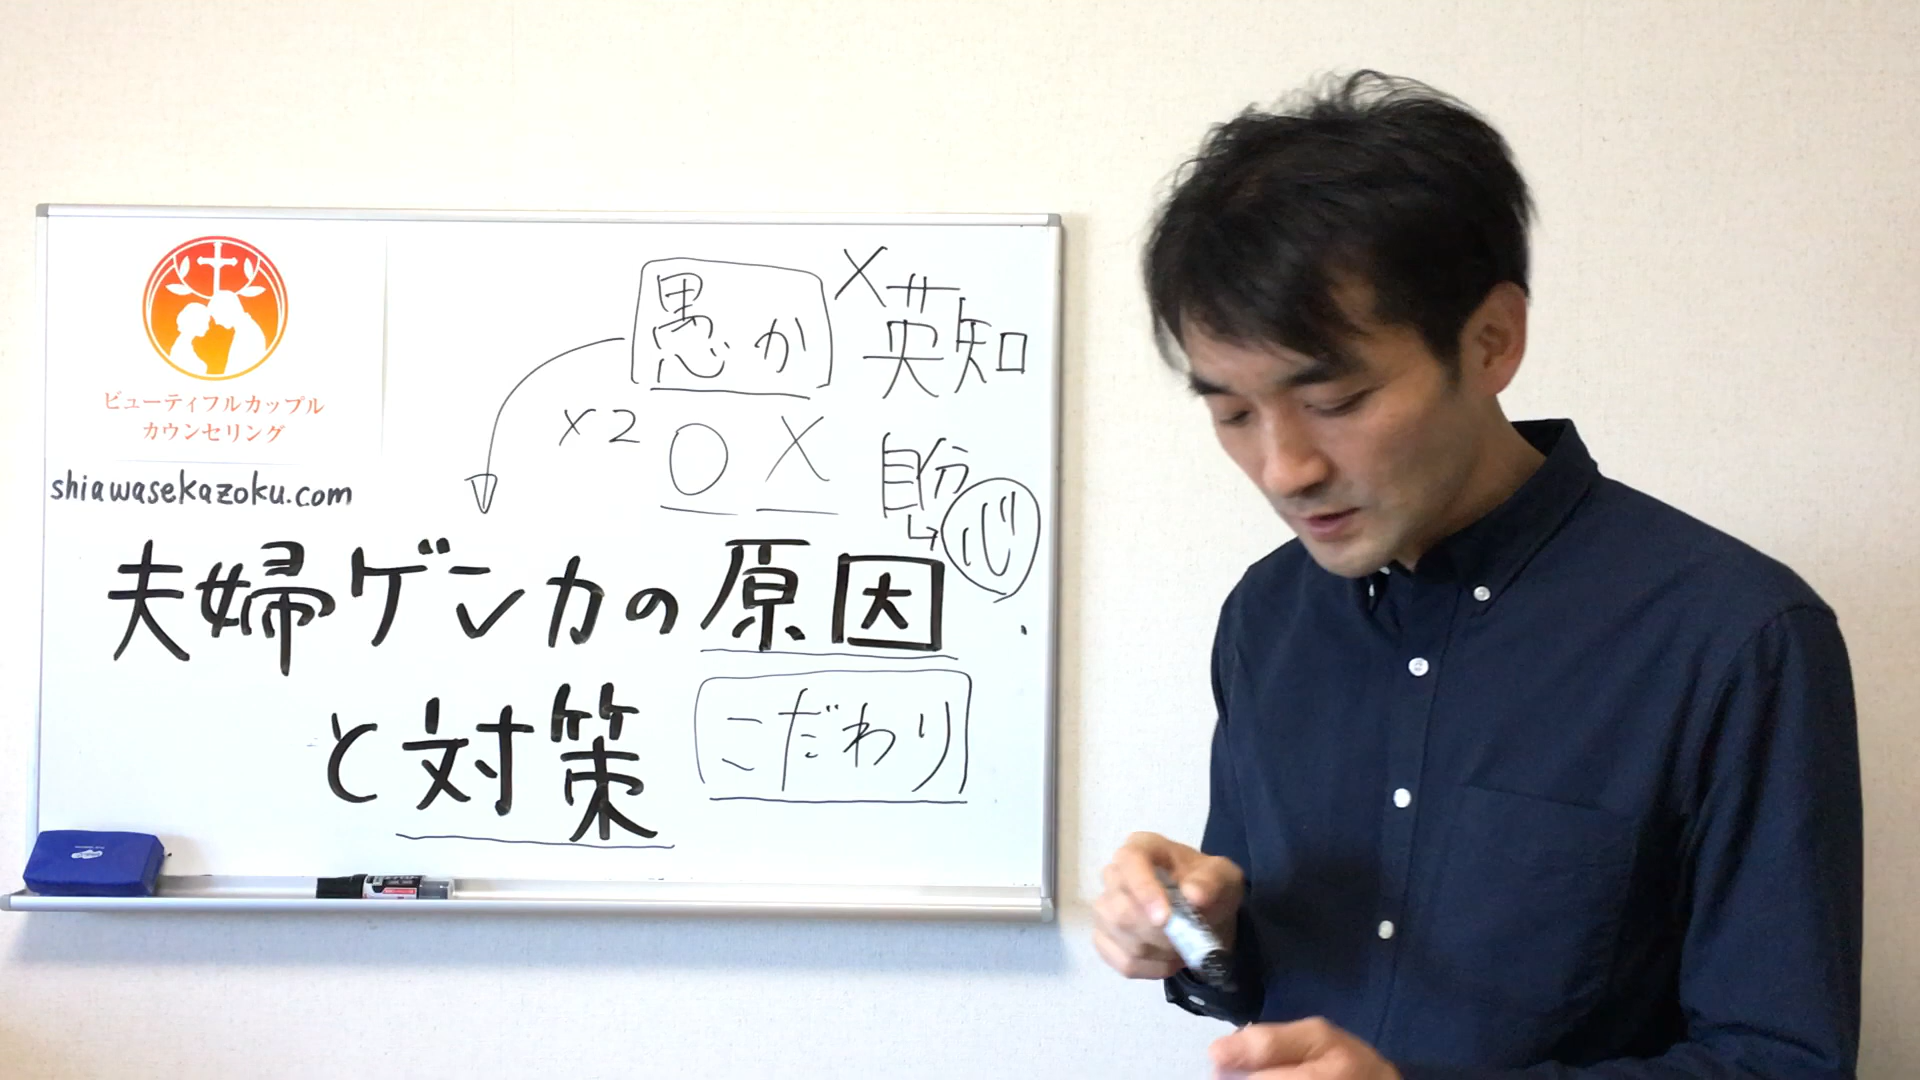 ビューティフルカップル
カウンセリング
shiawasekazoku.com
愚か
×英知
×2
○ ×
自分
心
夫婦ゲンカの原因
と対策
こだわり